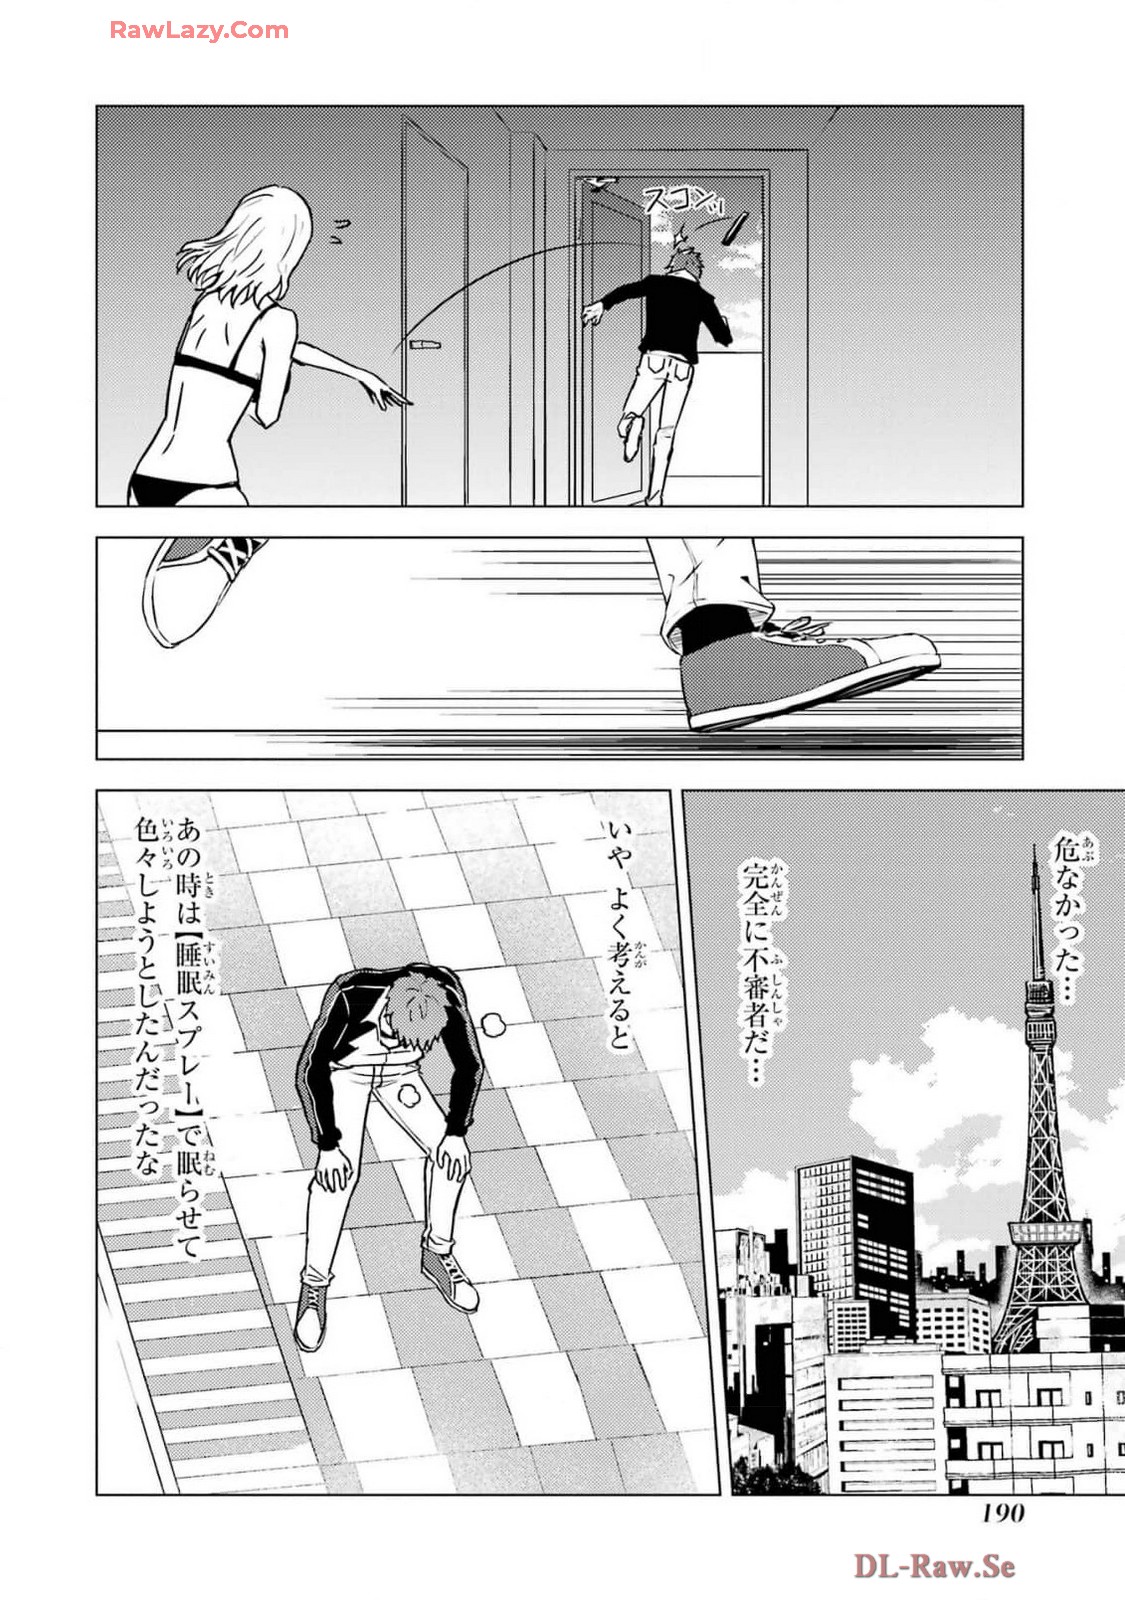 RawLazy.Com
スコンッ
危なかった…
完全に不審者だ…
いや よく考えると
あの時は【睡眠スプレー】で眠らせて
色々しようとしたんだったな
190
DL-Raw.Se